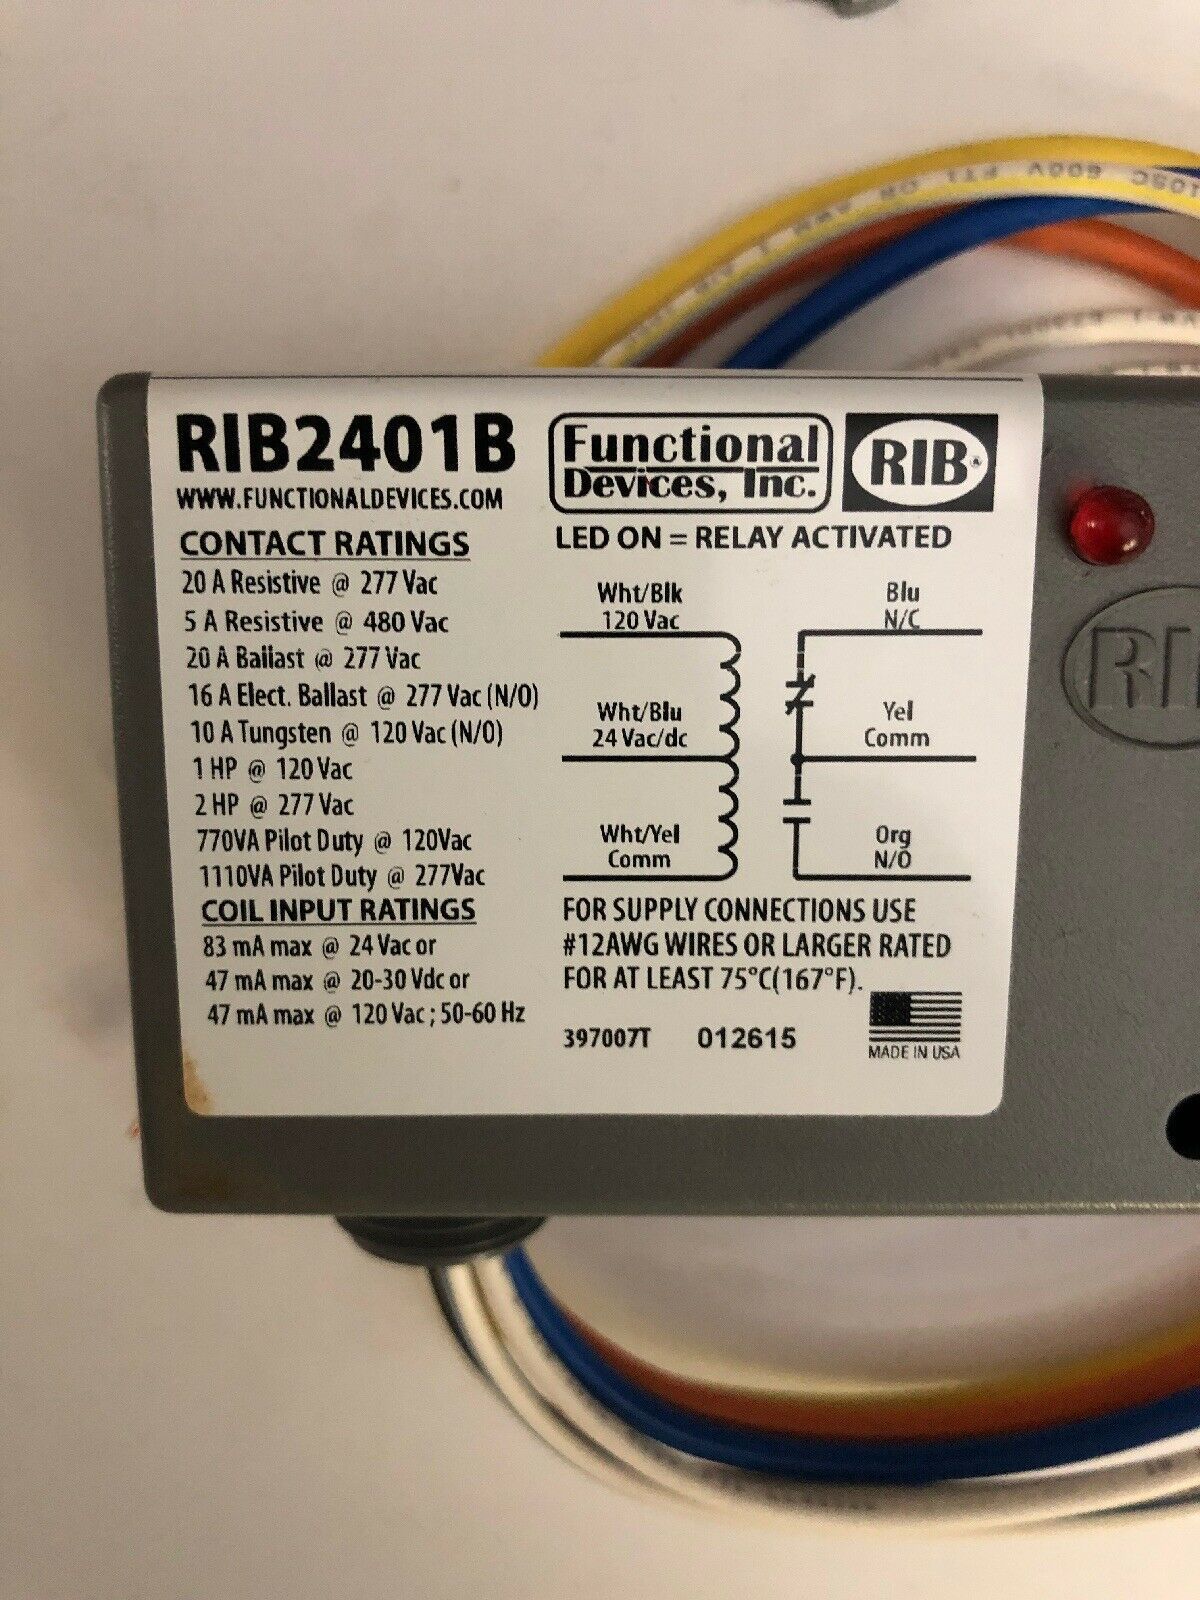 RIB2401B
WWW.FUNCTIONALDEVICES.COM
Functional
Devices, Inc.
RIB®
CONTACT RATINGS
20 A Resistive @ 277 Vac
5 A Resistive @ 480 Vac
20 A Ballast @ 277 Vac
16 A Elect. Ballast @ 277 Vac (N/O)
10 A Tungsten @ 120 Vac (N/O)
1 HP @ 120 Vac
2 HP @ 277 Vac
770VA Pilot Duty @ 120Vac
1110VA Pilot Duty @ 277Vac
COIL INPUT RATINGS
83 mA max @ 24 Vac or
47 mA max @ 20-30 Vdc or
47 mA max @ 120 Vac ; 50-60 Hz
LED ON = RELAY ACTIVATED
Wht/Blk
120 Vac
Blu
N/C
Wht/Blu
24 Vac/dc
Yel
Comm
Wht/Yel
Comm
Org
N/O
FOR SUPPLY CONNECTIONS USE
#12AWG WIRES OR LARGER RATED
FOR AT LEAST 75°C(167°F).
397007T 012615
MADE IN USA
600 V FT1 OR AWM